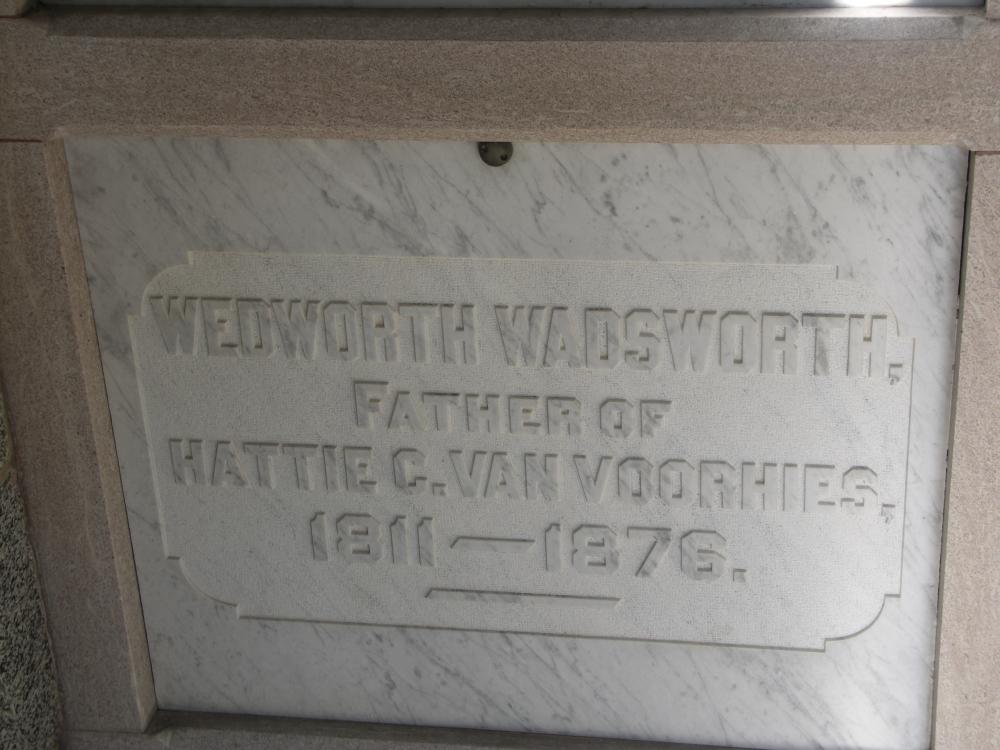 WEDWORTH WADSWORTH,
FATHER OF
HATTIE C. VAN VOORHIES,
1811—1876.